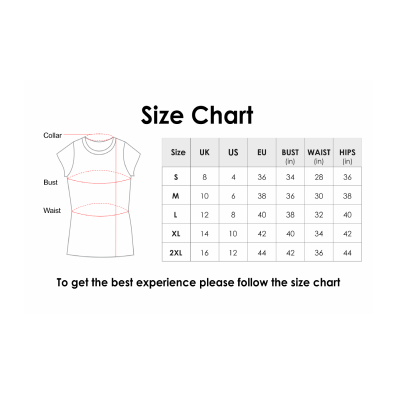 Size Chart
Collar
Bust
Waist
Size UK US EU BUST (in) WAIST (in) HIPS (in)
S 8 4 36 34 28 36
M 10 6 38 36 30 38
L 12 8 40 38 32 40
XL 14 10 42 40 34 42
2XL 16 12 44 42 36 44
To get the best experience please follow the size chart